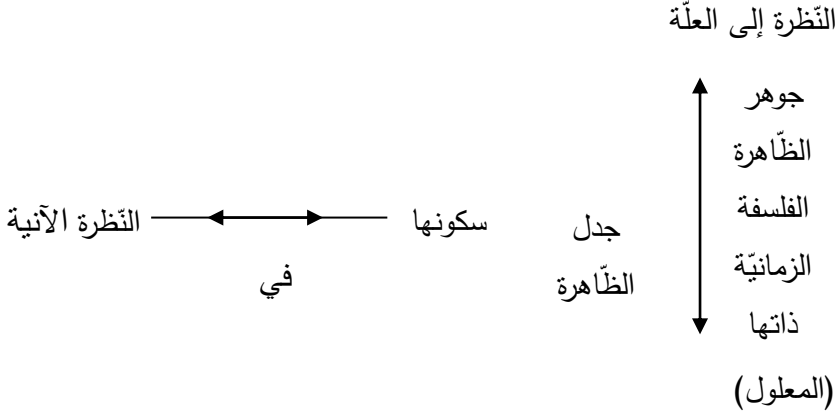 النّظرة إلى العلّة
جوهر
الظّاهرة
الفلسفة
الزمانيّة
ذاتها
(المعلول)
جدل
الظّاهرة
سكونها
في
النّظرة الآنية